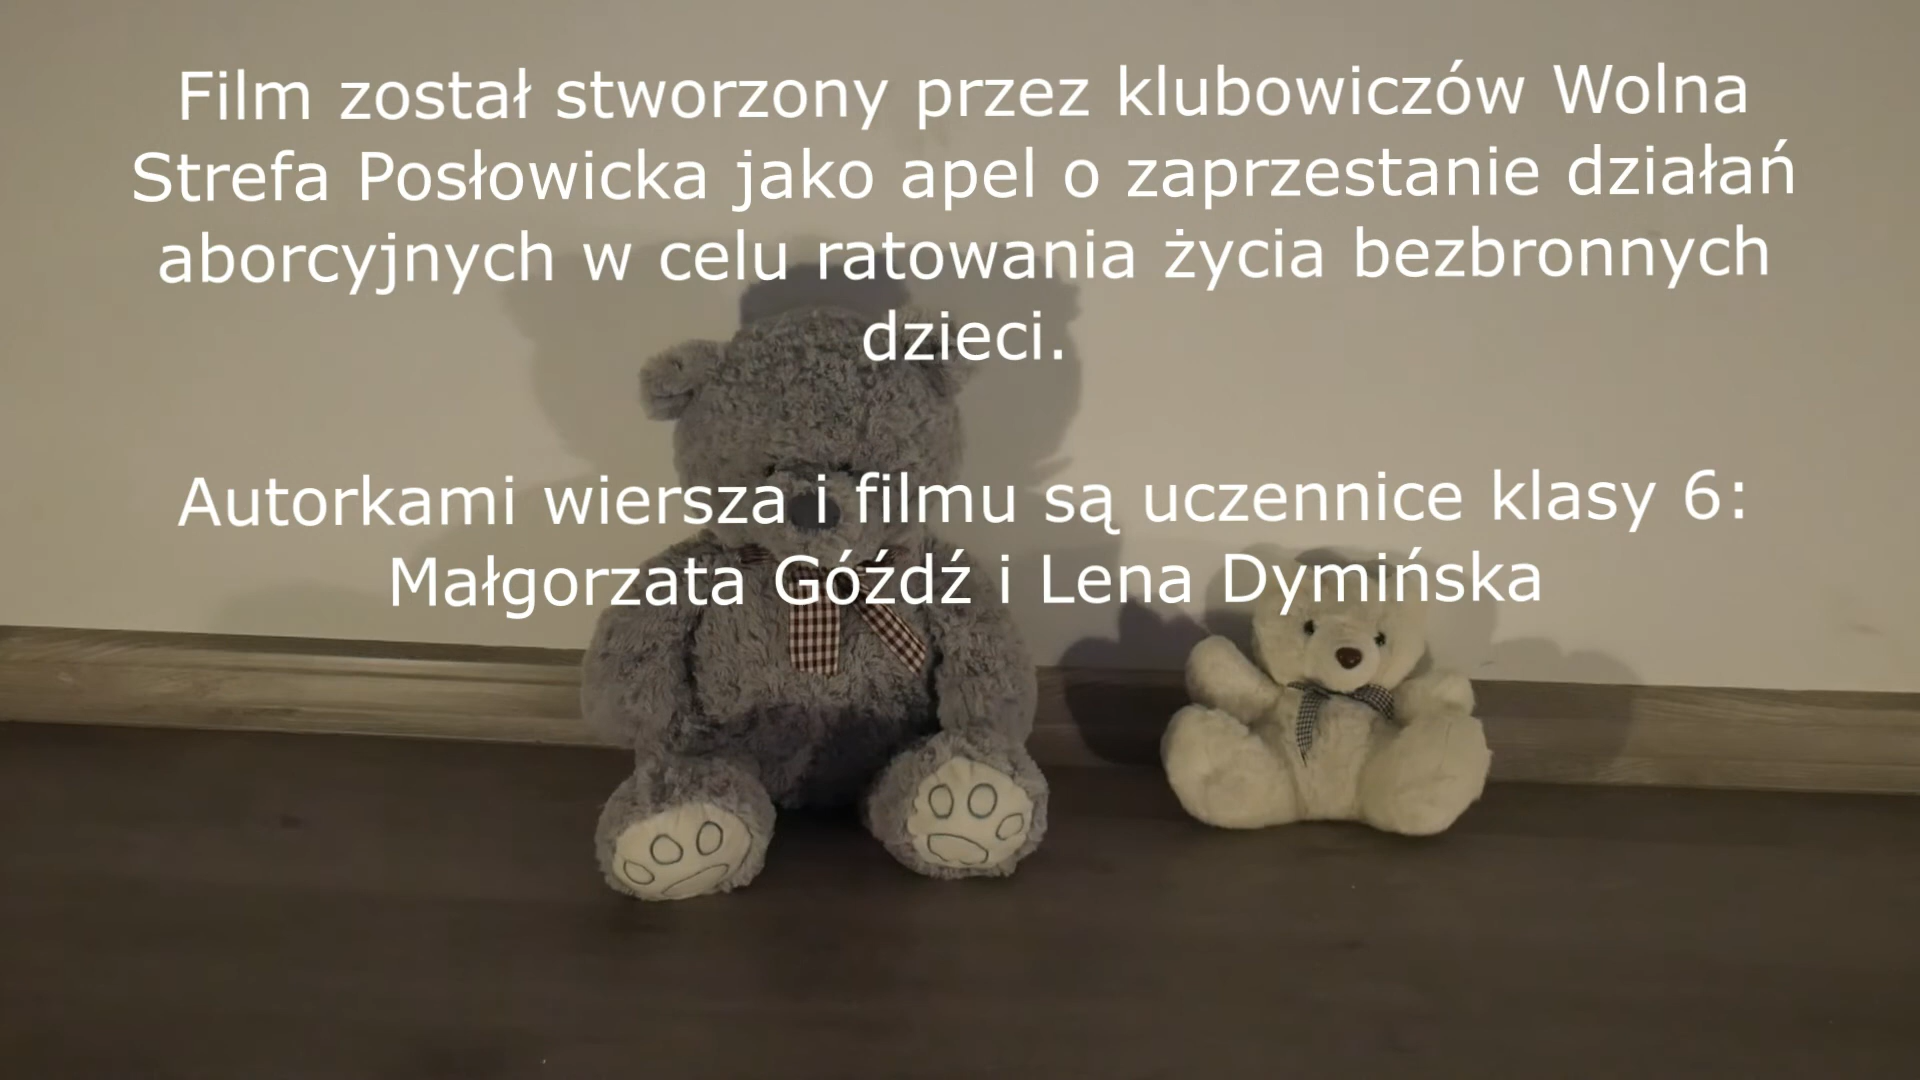 Film został stworzony przez klubowiczów Wolna
Strefa Posłowicka jako apel o zaprzestanie działań
aborcyjnych w celu ratowania życia bezbronnych
dzieci.
Autorkami wiersza i filmu są uczennice klasy 6:
Małgorzata Góźdź i Lena Dymińska